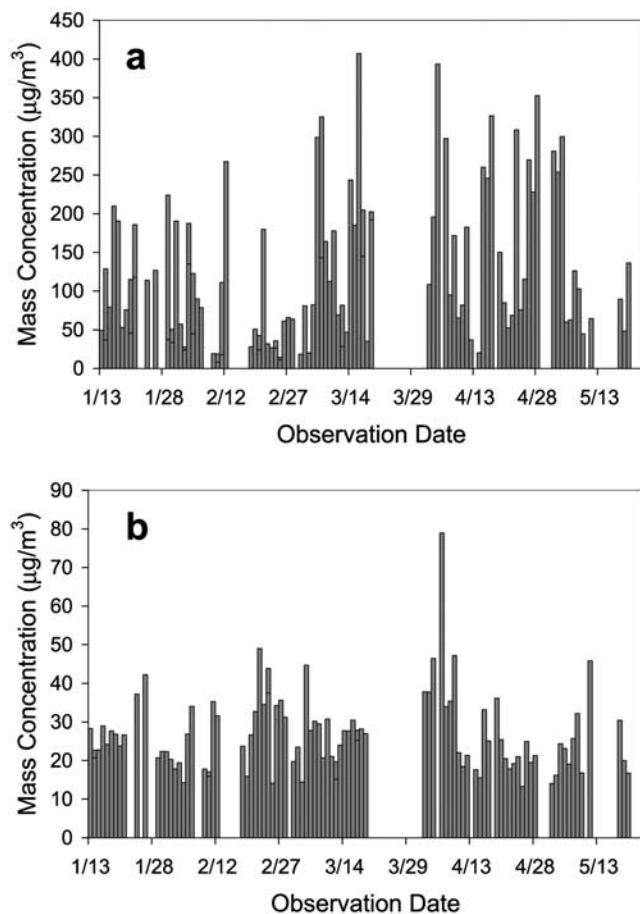 a
Mass Concentration (µg/m³)
450
400
350
300
250
200
150
100
50
0
1/13 1/28 2/12 2/27 3/14 3/29 4/13 4/28 5/13
Observation Date
b
Mass Concentration (µg/m³)
90
80
70
60
50
40
30
20
10
0
1/13 1/28 2/12 2/27 3/14 3/29 4/13 4/28 5/13
Observation Date